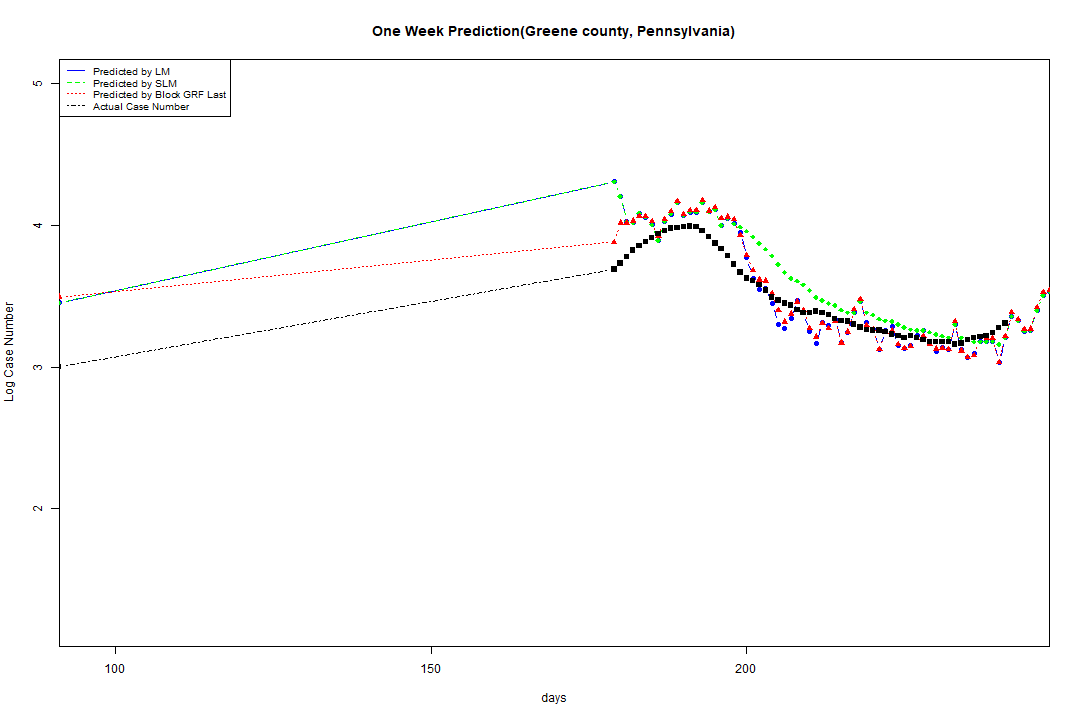 One Week Prediction(Greene county, Pennsylvania)
Predicted by LM
Predicted by SLM
Predicted by Block GRF Last
Actual Case Number
5
4
3
2
Log Case Number
100 150 200
days